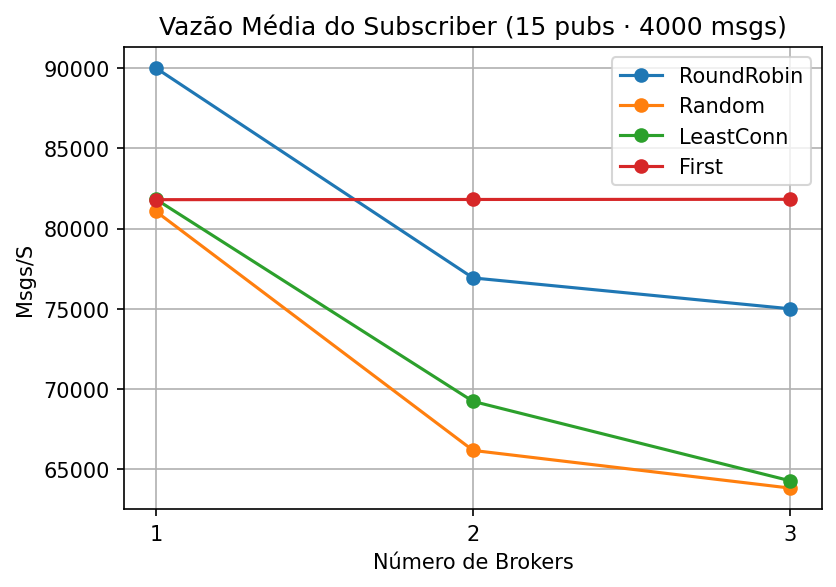 Vazão Média do Subscriber (15 pubs · 4000 msgs)
90000
85000
80000
75000
70000
65000
Msgs/S
RoundRobin
Random
LeastConn
First
1
2
3
Número de Brokers